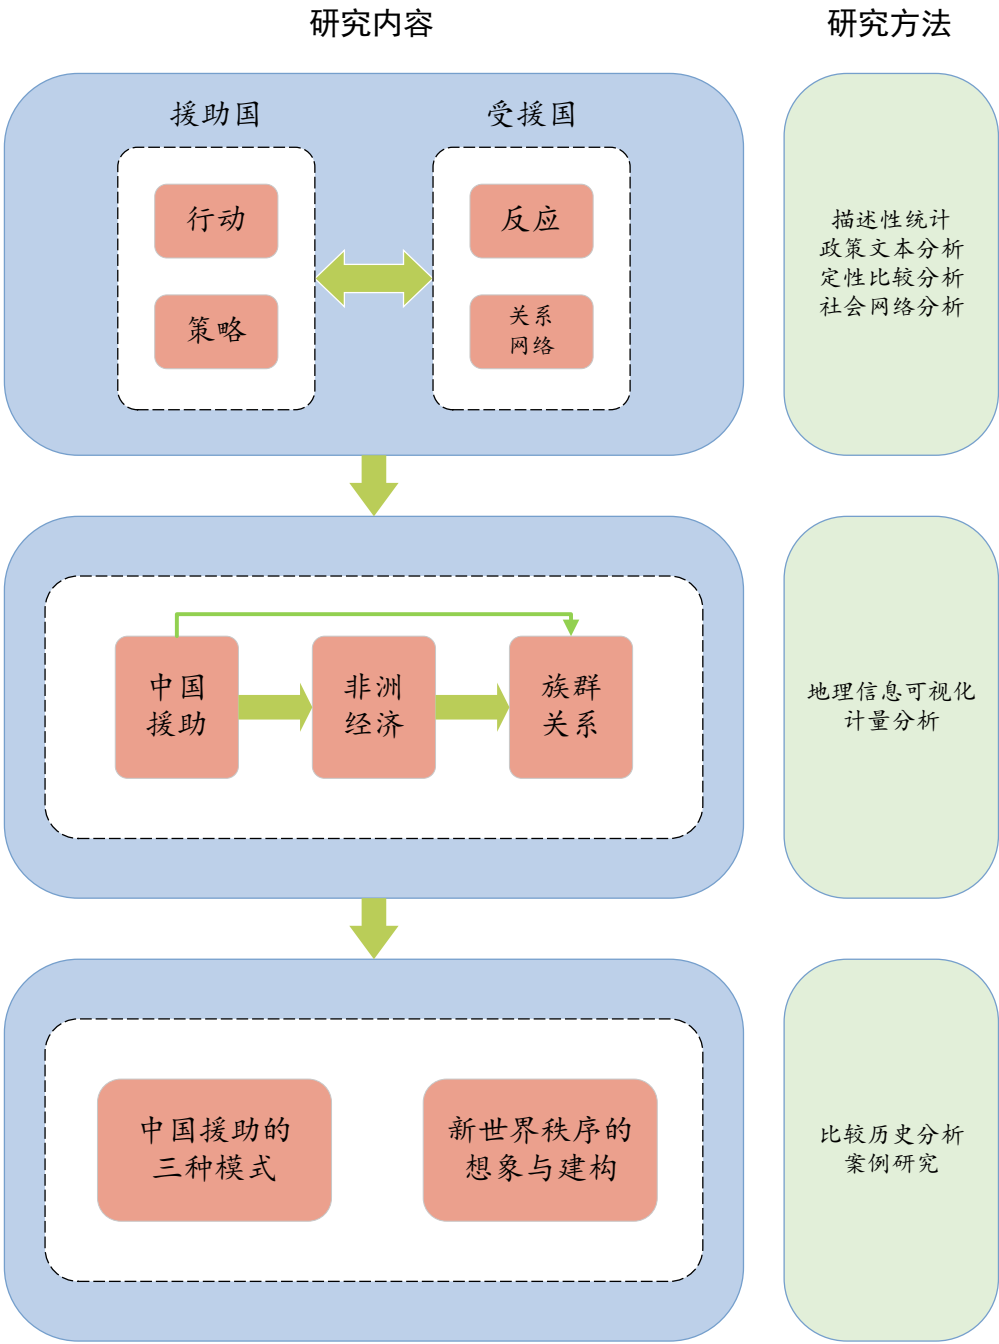 研究内容
研究方法
援助国
受援国
行动
反应
策略
关系
网络
描述性统计
政策文本分析
定性比较分析
社会网络分析
中国
援助
非洲
经济
族群
关系
地理信息可视化
计量分析
中国援助的
三种模式
新世界秩序的
想象与建构
比较历史分析
案例研究